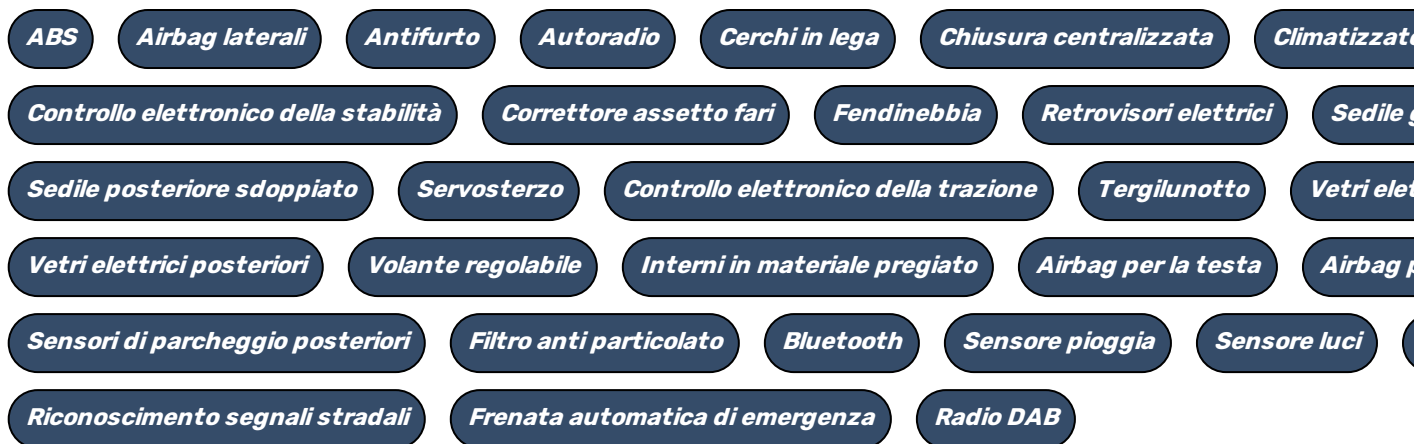 ABS Airbag laterali Antifurto Autoradio Cerchi in lega Chiusura centralizzata
Controllo elettronico della stabilità Correttore assetto fari Fendinebbia Retrovisori elettrici Sedile
Sedile posteriore sdoppiato Servosterzo Controllo elettronico della trazione Tergilunotto Vetri
Vetri elettrici posteriori Volante regolabile Interni in materiale pregiato Airbag per la testa Airbag
Sensori di parcheggio posteriori Filtro anti particolato Bluetooth Sensore pioggia Sensore luci
Riconoscimento segnali stradali Frenata automatica di emergenza Radio DAB